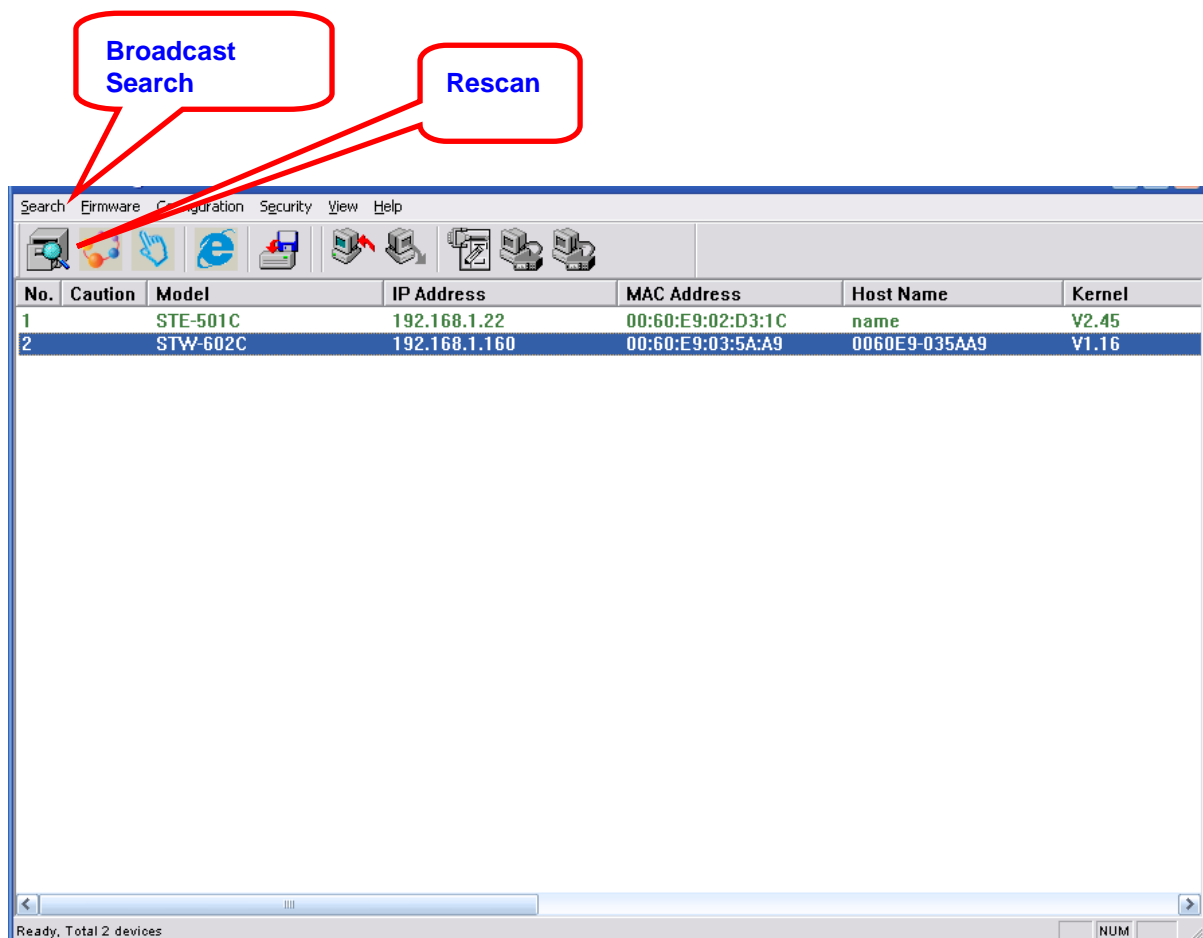 Broadcast
Search
Rescan
Search Firmware Configuration Security View Help
No. Caution Model IP Address MAC Address Host Name Kernel
1 STE-501C 192.168.1.22 00:60:E9:02:D3:1C name V2.45
2 STW-602C 192.168.1.160 00:60:E9:03:5A:A9 0060E9-035AA9 V1.16
Ready, Total 2 devices NUM